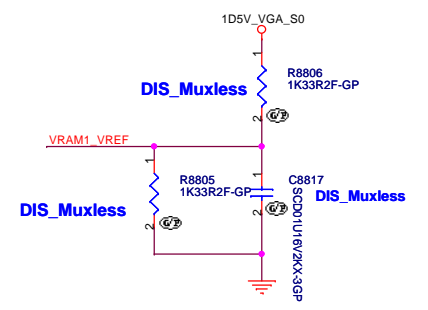 1D5V_VGA_S0
1
R8806
1K33R2F-GP
DIS_Muxless
2
G/P
VRAM1_VREF
1
R8805
1K33R2F-GP
DIS_Muxless
2
G/P
1
C8817
SCD01U16V2KX-3GP
DIS_Muxless
2
G/P